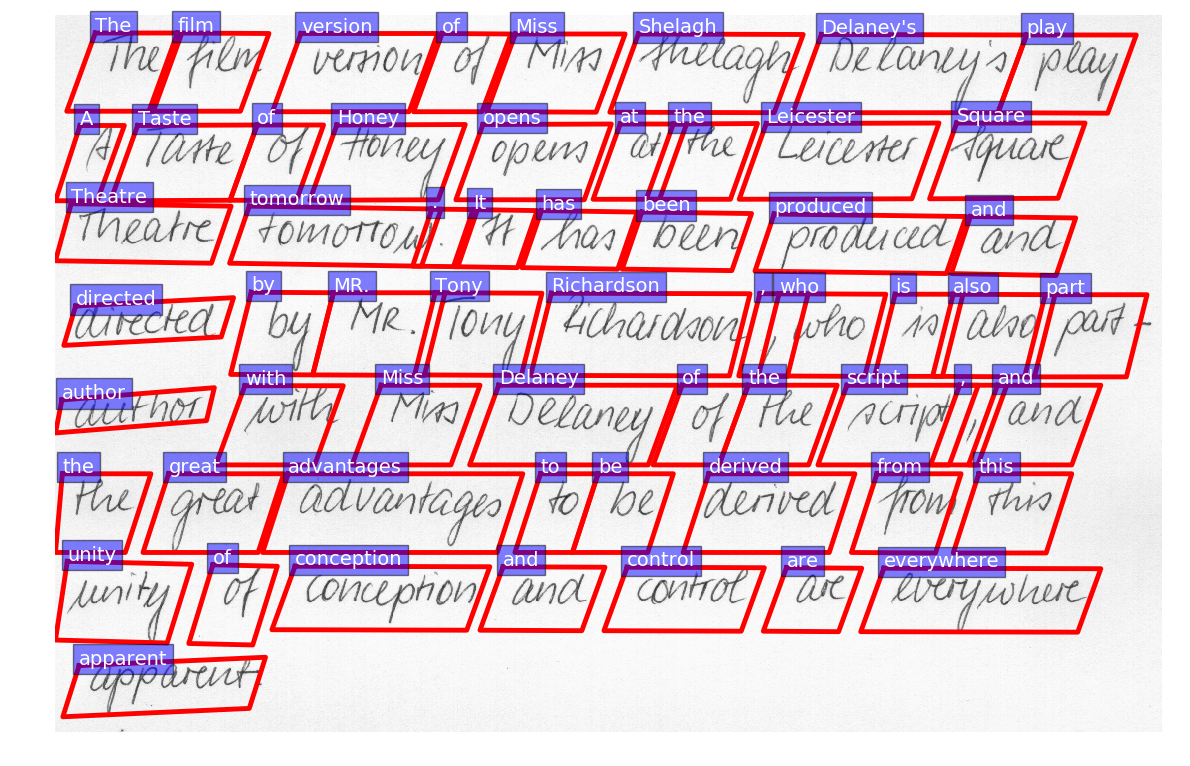 The film version of Miss Shelagh Delaney's play
A Taste of Honey opens at the Leicester Square
Theatre tomorrow. It has been produced and
directed by Mr. Tony Richardson, who is also part-
author with Miss Delaney of the script, and
the great advantages to be derived from this
unity of conception and control are everywhere
apparent.